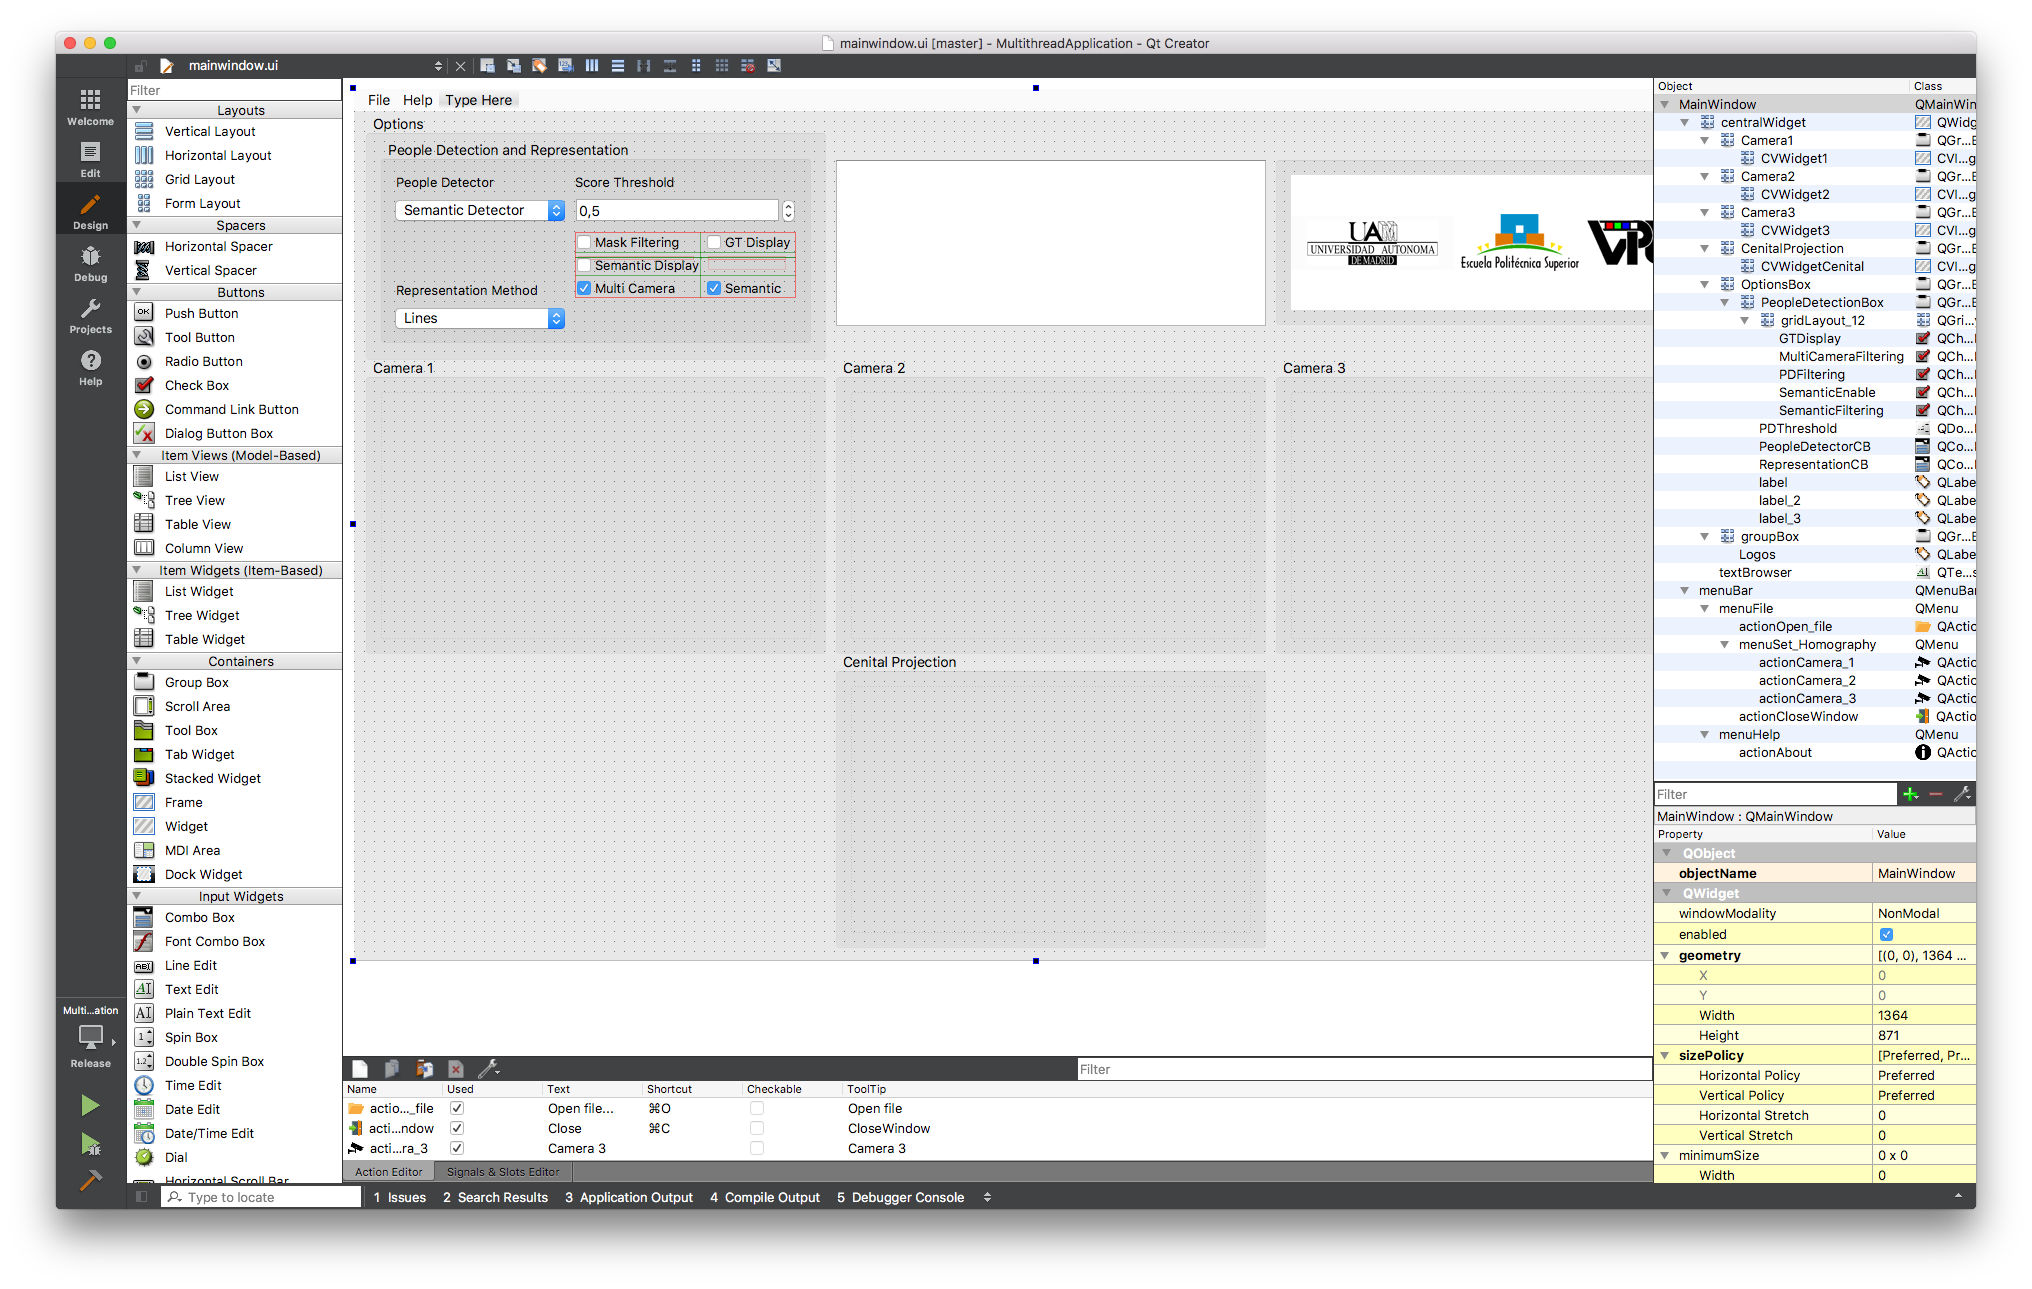 mainwindow.ui [master] - MultithreadApplication - Qt Creator
mainwindow.ui
Welcome
Edit
Design
Debug
Projects
Help
Multi...ation
Release
Filter
Layouts
Vertical Layout
Horizontal Layout
Grid Layout
Form Layout
Spacers
Horizontal Spacer
Vertical Spacer
Buttons
Push Button
Tool Button
Radio Button
Check Box
Command Link Button
Dialog Button Box
Item Views (Model-Based)
List View
Tree View
Table View
Column View
Item Widgets (Item-Based)
List Widget
Tree Widget
Table Widget
Containers
Group Box
Scroll Area
Tool Box
Tab Widget
Stacked Widget
Frame
Widget
MDI Area
Dock Widget
Input Widgets
Combo Box
Font Combo Box
Line Edit
Text Edit
Plain Text Edit
Spin Box
Double Spin Box
Time Edit
Date Edit
Date/Time Edit
Dial
Horizontal Scroll Bar
File Help Type Here
Options
People Detection and Representation
People Detector Score Threshold
Semantic Detector 0,5
Mask Filtering GT Display
Semantic Display
Representation Method Multi Camera Semantic
Lines
UAM
UNIVERSIDAD AUTONOMA
DE MADRID
Escuela Politécnica Superior
Camera 1 Camera 2 Camera 3
Cenital Projection
Filter
Name Used Text Shortcut Checkable ToolTip
actio..._file Open file... ⌘O Open file
acti...ndow Close ⌘C CloseWindow
acti...ra_3 Camera 3 Camera 3
Action Editor Signals & Slots Editor
Object Class
MainWindow QMainWin
centralWidget QWidg
Camera1 QGr...E
CVWidget1 CVI...g
Camera2 QGr...E
CVWidget2 CVI...g
Camera3 QGr...E
CVWidget3 CVI...g
CenitalProjection QGr...E
CVWidgetCenital CVI...g
OptionsBox QGr...E
PeopleDetectionBox QGr...E
gridLayout_12 QGri...y
GTDisplay QCh...
MultiCameraFiltering QCh...
PDFiltering QCh...
SemanticEnable QCh...
SemanticFiltering QCh...
PDThreshold QDo...
PeopleDetectorCB QCo...
RepresentationCB QCo...
label QLabe
label_2 QLabe
label_3 QLabe
groupBox QGr...E
Logos QLabe
textBrowser QTe...s
menuBar QMenuBar
menuFile QMenu
actionOpen_file QActio
menuSet_Homography QMenu
actionCamera_1 QActio
actionCamera_2 QActio
actionCamera_3 QActio
actionCloseWindow QActio
menuHelp QMenu
actionAbout QActio
Filter
MainWindow : QMainWindow
Property Value
QObject
objectName MainWindow
QWidget
windowModality NonModal
enabled
geometry [(0, 0), 1364 ...
X 0
Y 0
Width 1364
Height 871
sizePolicy [Preferred, Pr...
Horizontal Policy Preferred
Vertical Policy Preferred
Horizontal Stretch 0
Vertical Stretch 0
minimumSize 0 x 0
Width 0
Type to locate 1 Issues 2 Search Results 3 Application Output 4 Compile Output 5 Debugger Console